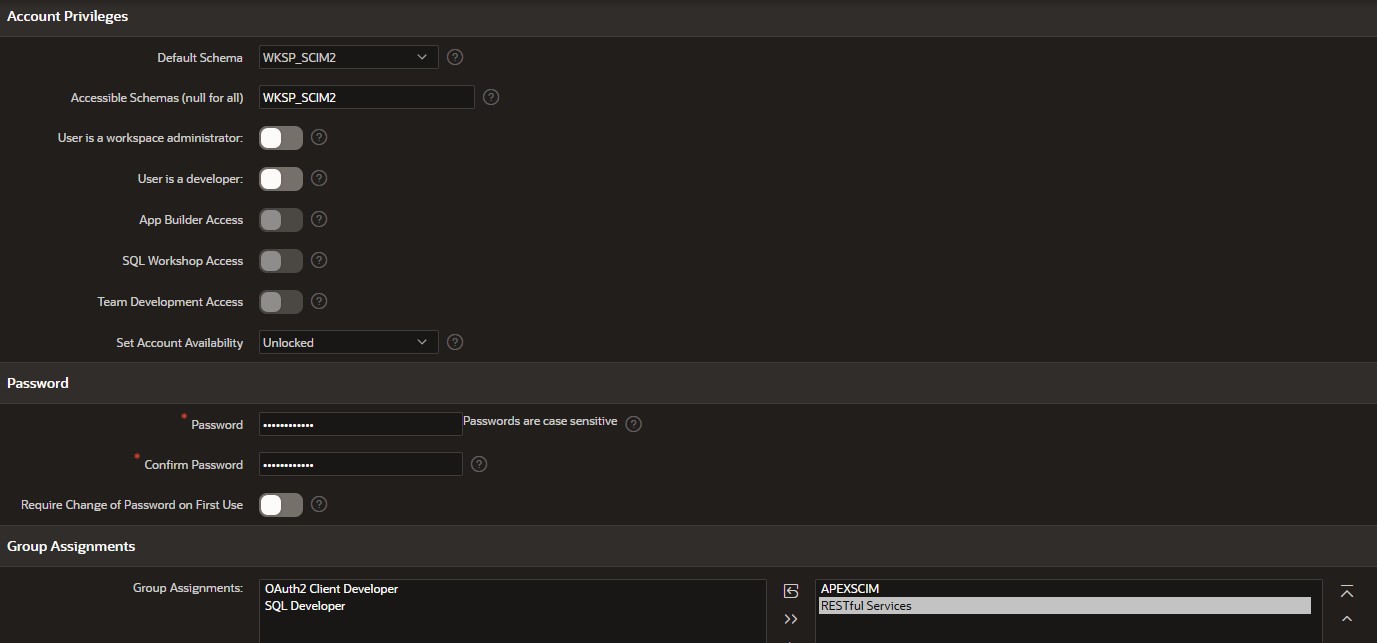 Account Privileges
Default Schema WKSP_SCIM2
Accessible Schemas (null for all) WKSP_SCIM2
User is a workspace administrator:
User is a developer:
App Builder Access
SQL Workshop Access
Team Development Access
Set Account Availability Unlocked
Password
* Password •••••••••••• Passwords are case sensitive
* Confirm Password ••••••••••••
Require Change of Password on First Use
Group Assignments
Group Assignments: OAuth2 Client Developer APEXSCIM
SQL Developer RESTful Services